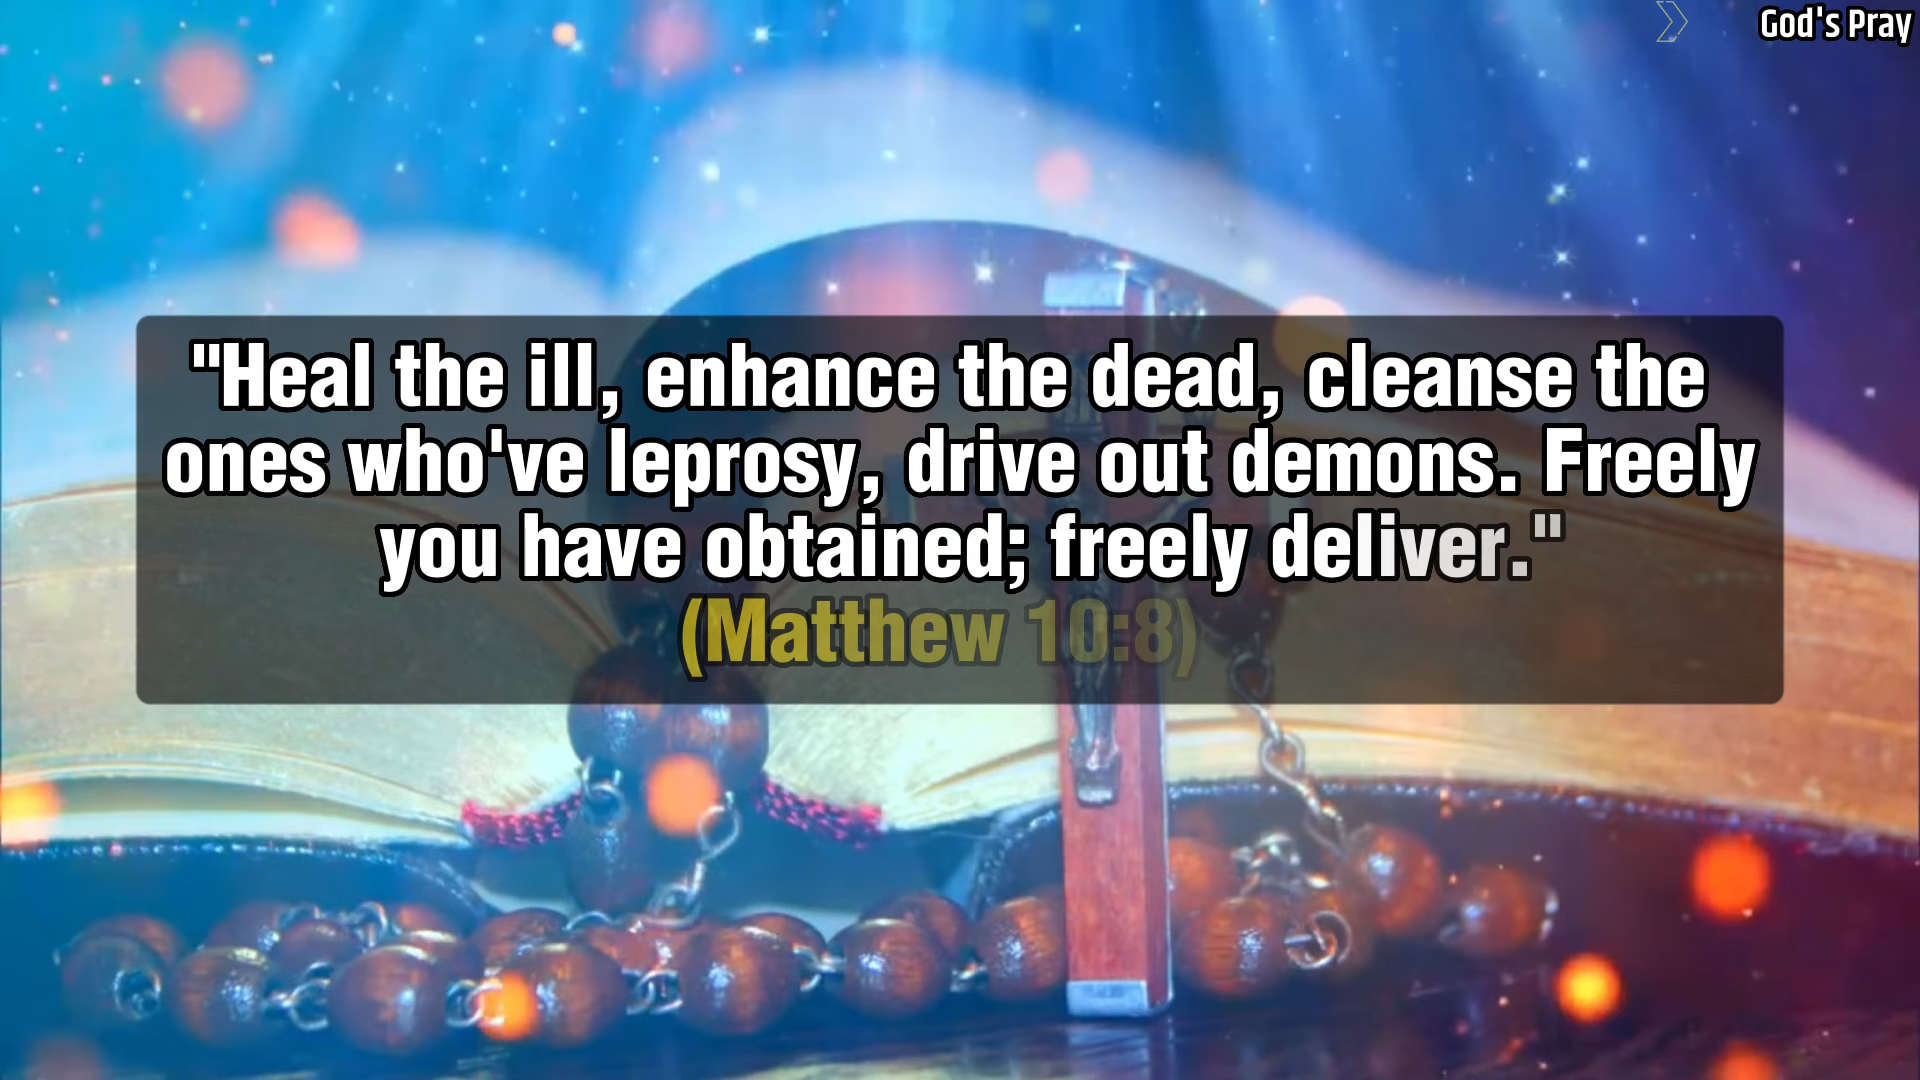 God's Pray
"Heal the ill, enhance the dead, cleanse the
ones who've leprosy, drive out demons. Freely
you have obtained; freely deliver."
(Matthew 10:8)